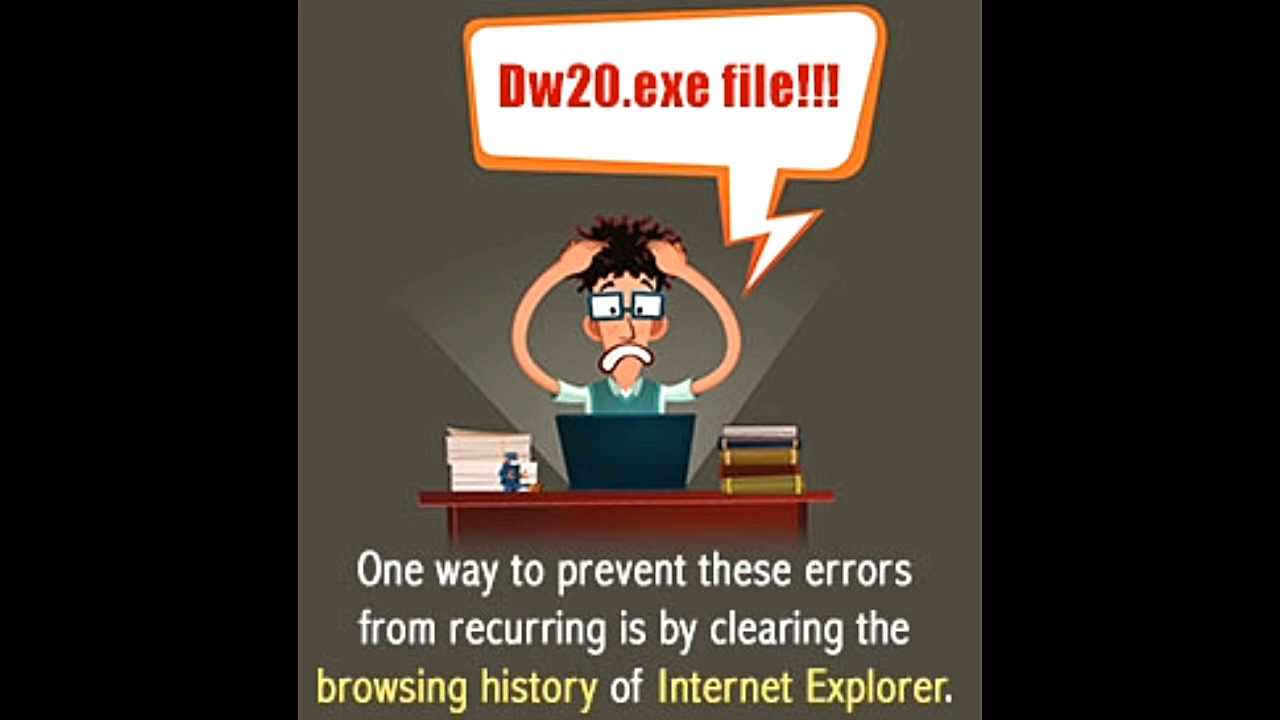 Dw20.exe file!!!
One way to prevent these errors
from recurring is by clearing the
browsing history of Internet Explorer.